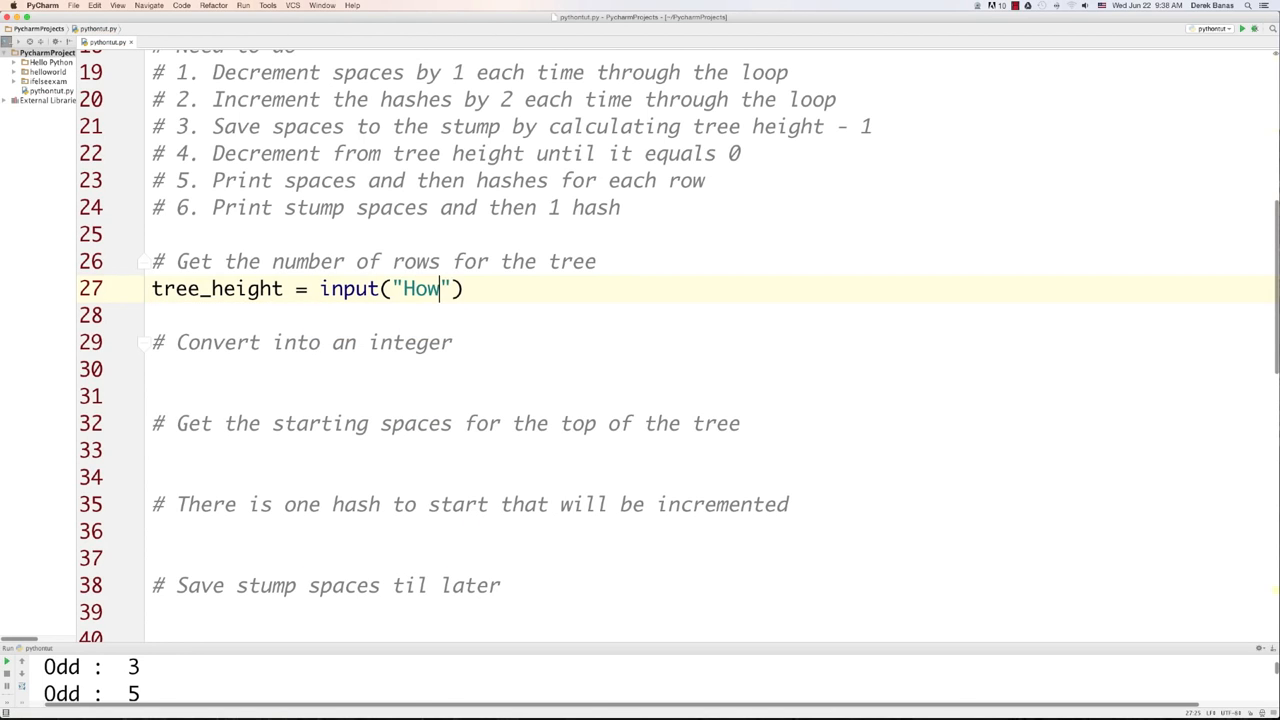 PyCharm File Edit View Navigate Code Refactor Run Tools VCS Window Help 10 Wed Jun 22 9:38 AM Derek Banas
pythontut.py - PycharmProjects - [~/PycharmProjects]
PycharmProjects pythontut.py pythontut
pythontut.py
PycharmProject
Hello Python
helloworld
ifelseexam
pythontut.py
External Librarie
18 # Need to do
19 # 1. Decrement spaces by 1 each time through the loop
20 # 2. Increment the hashes by 2 each time through the loop
21 # 3. Save spaces to the stump by calculating tree height - 1
22 # 4. Decrement from tree height until it equals 0
23 # 5. Print spaces and then hashes for each row
24 # 6. Print stump spaces and then 1 hash
25
26 # Get the number of rows for the tree
27 tree_height = input("How")
28
29 # Convert into an integer
30
31
32 # Get the starting spaces for the top of the tree
33
34
35 # There is one hash to start that will be incremented
36
37
38 # Save stump spaces til later
39
40
Run pythontut
Odd : 3
Odd : 5
27:25 LF÷ UTF-8÷